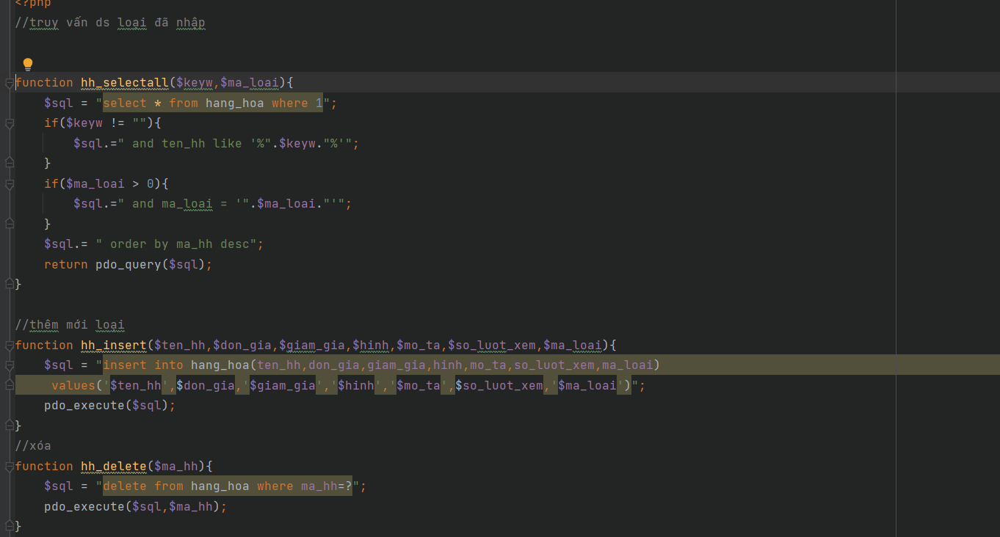 <?php
//truy vấn ds loại đã nhập
function hh_selectall($keyw,$ma_loai){
    $sql = "select * from hang_hoa where 1";
    if($keyw != ""){
        $sql.=" and ten_hh like '%".$keyw."%'";
    }
    if($ma_loai > 0){
        $sql.=" and ma_loai = '".$ma_loai."'";
    }
    $sql.= " order by ma_hh desc";
    return pdo_query($sql);
}
//thêm mới loại
function hh_insert($ten_hh,$don_gia,$giam_gia,$hinh,$mo_ta,$so_luot_xem,$ma_loai){
    $sql = "insert into hang_hoa(ten_hh,don_gia,giam_gia,hinh,mo_ta,so_luot_xem,ma_loai)
     values('$ten_hh',$don_gia,'$giam_gia','$hinh','$mo_ta',$so_luot_xem,'$ma_loai')";
    pdo_execute($sql);
}
//xóa
function hh_delete($ma_hh){
    $sql = "delete from hang_hoa where ma_hh=?";
    pdo_execute($sql,$ma_hh);
}